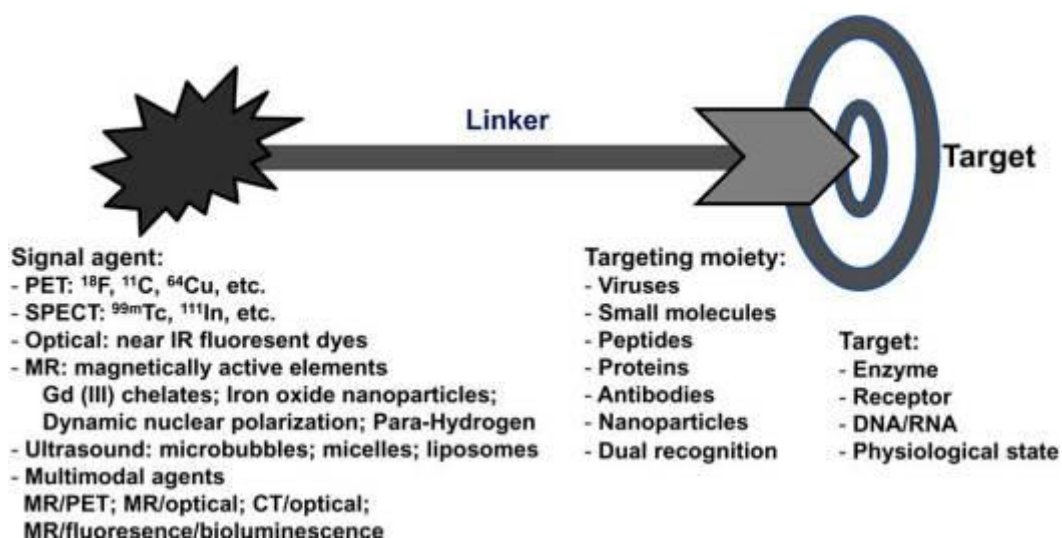 Linker
Target
Signal agent:
- PET: ¹⁸F, ¹¹C, ⁶⁴Cu, etc.
- SPECT: ⁹⁹ᵐTc, ¹¹¹In, etc.
- Optical: near IR fluoresent dyes
- MR: magnetically active elements
Gd (III) chelates; Iron oxide nanoparticles;
Dynamic nuclear polarization; Para-Hydrogen
- Ultrasound: microbubbles; micelles; liposomes
- Multimodal agents
MR/PET; MR/optical; CT/optical;
MR/fluoresence/bioluminescence
Targeting moiety:
- Viruses
- Small molecules
- Peptides
- Proteins
- Antibodies
- Nanoparticles
- Dual recognition
Target:
- Enzyme
- Receptor
- DNA/RNA
- Physiological state